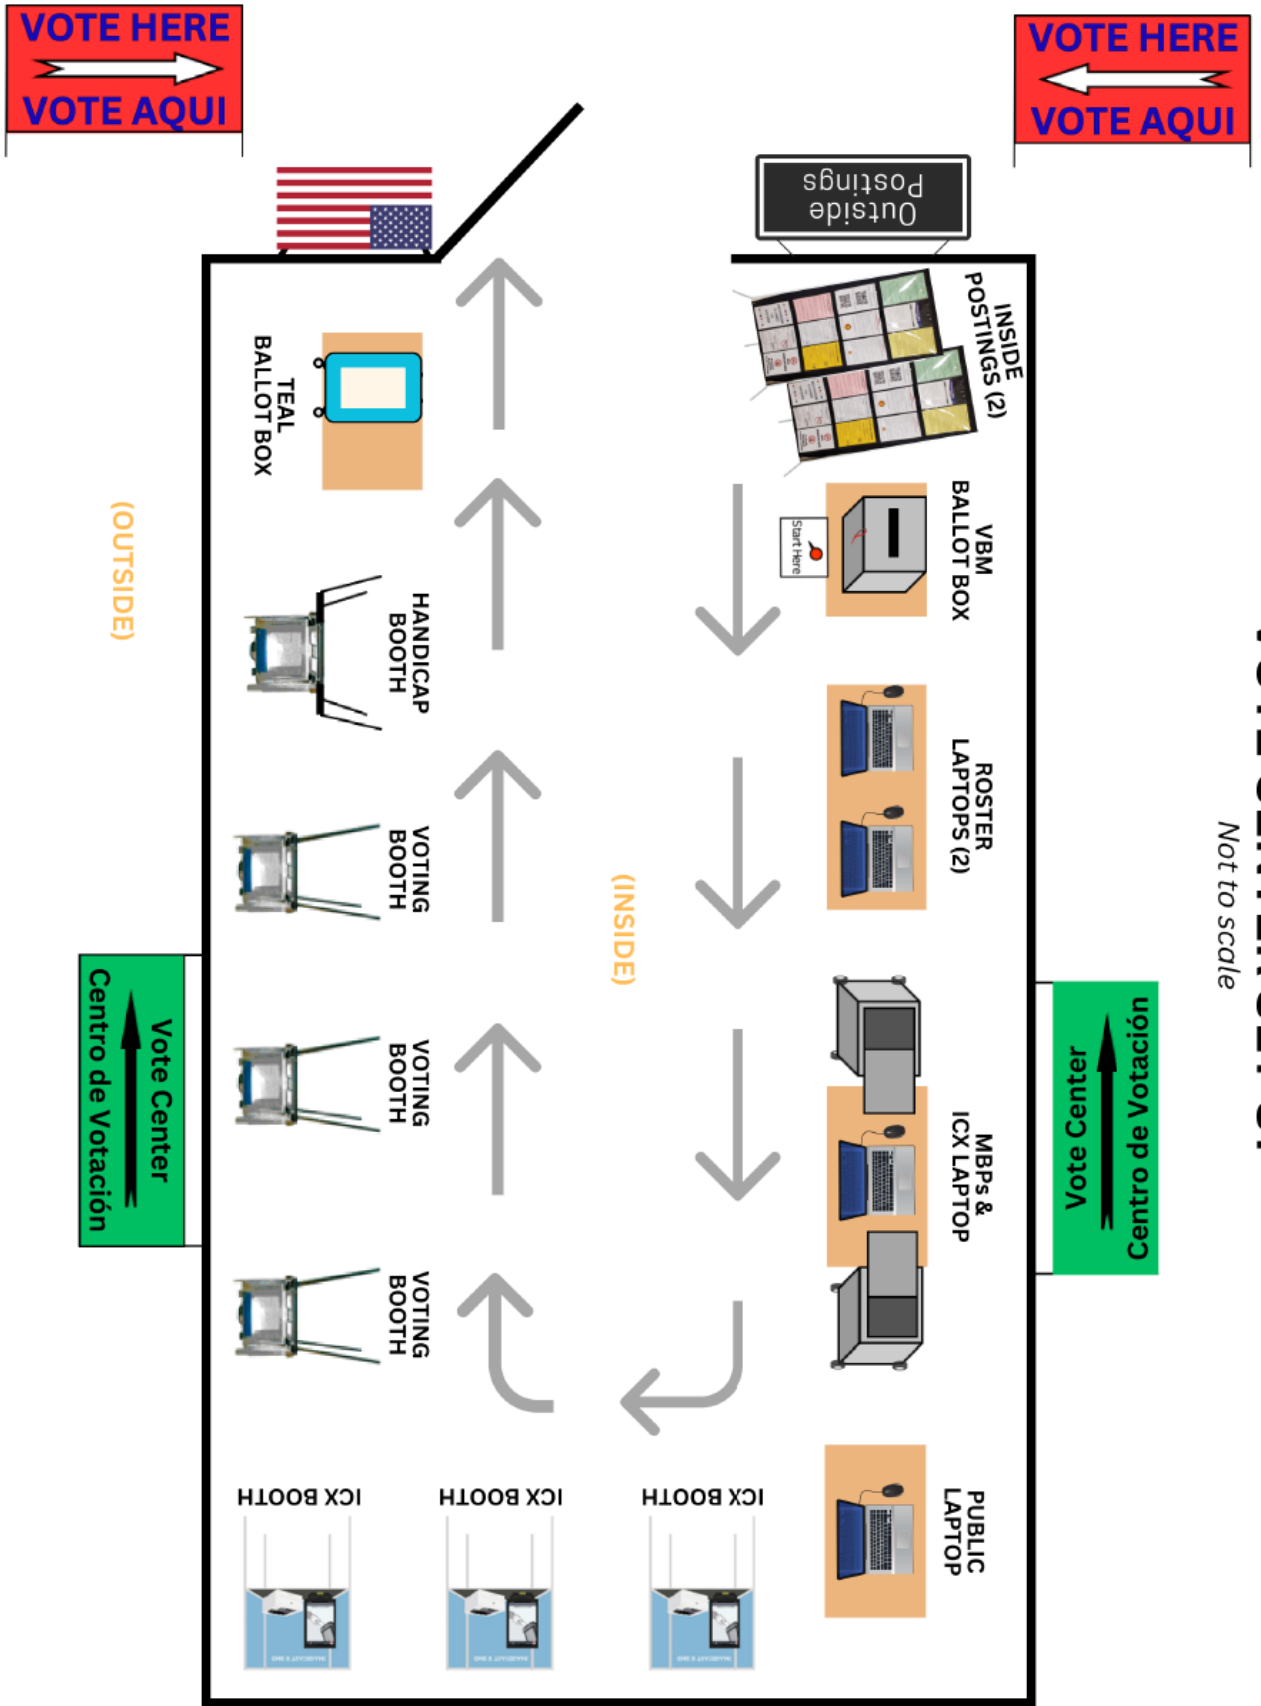 VOTE HERE
VOTE AQUI
VOTE HERE
VOTE AQUI
Outside
Postings
INSIDE
POSTINGS (2)
TEAL
BALLOT BOX
VBM
BALLOT BOX
Start Here
(OUTSIDE)
HANDICAP
BOOTH
ROSTER
LAPTOPS (2)
Not to scale
VOTING
BOOTH
(INSIDE)
Vote Center
Centro de Votación
VOTING
BOOTH
MBPs &
ICX LAPTOP
Centro de Votación
Vote Center
VOTING
BOOTH
ICX BOOTH
ICX BOOTH
ICX BOOTH
PUBLIC
LAPTOP